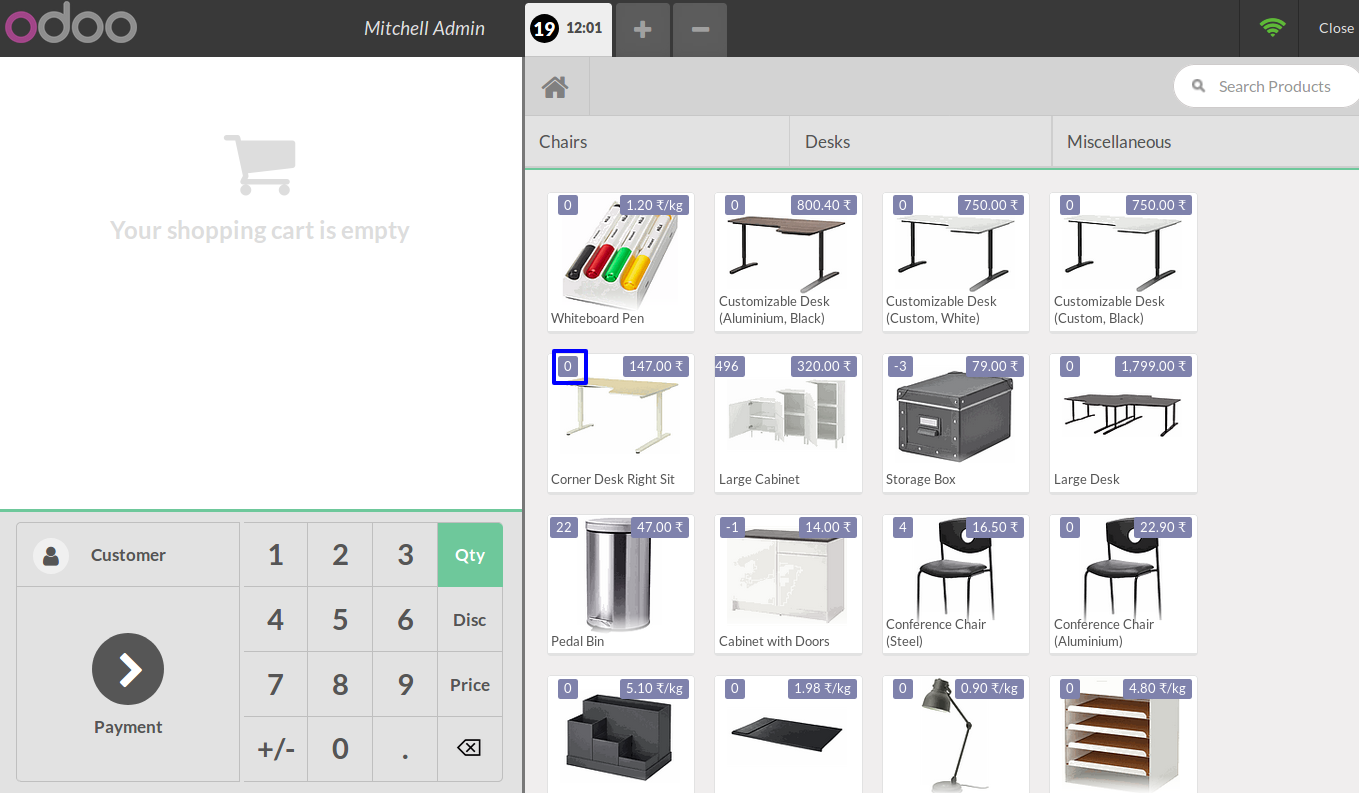 odoo
Mitchell Admin
19 12:01
+
−
Close
Search Products
Chairs
Desks
Miscellaneous
Your shopping cart is empty
0
1.20 ₹/kg
Whiteboard Pen
0
800.40 ₹
Customizable Desk
(Aluminium, Black)
0
750.00 ₹
Customizable Desk
(Custom, White)
0
750.00 ₹
Customizable Desk
(Custom, Black)
0
147.00 ₹
Corner Desk Right Sit
496
320.00 ₹
Large Cabinet
-3
79.00 ₹
Storage Box
0
1,799.00 ₹
Large Desk
22
47.00 ₹
Pedal Bin
-1
14.00 ₹
Cabinet with Doors
4
16.50 ₹
Conference Chair
(Steel)
0
22.90 ₹
Conference Chair
(Aluminium)
0
5.10 ₹/kg
0
1.98 ₹/kg
0
0.90 ₹/kg
0
4.80 ₹/kg
Customer
Payment
1 2 3 Qty
4 5 6 Disc
7 8 9 Price
+/- 0 .